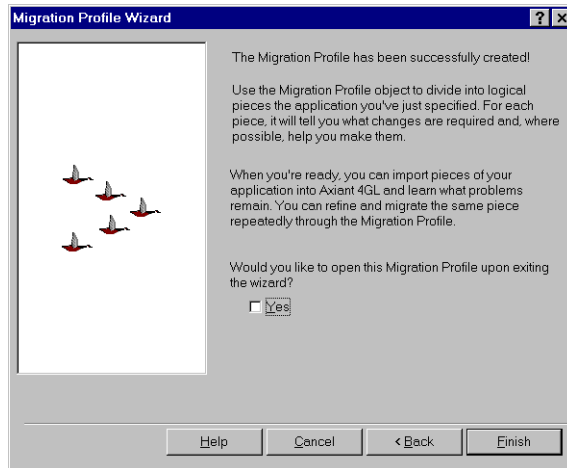 Migration Profile Wizard
The Migration Profile has been successfully created!
Use the Migration Profile object to divide into logical
pieces the application you've just specified. For each
piece, it will tell you what changes are required and, where
possible, help you make them.
When you're ready, you can import pieces of your
application into Axiant 4GL and learn what problems
remain. You can refine and migrate the same piece
repeatedly through the Migration Profile.
Would you like to open this Migration Profile upon exiting
the wizard?
Yes
Help Cancel < Back Finish